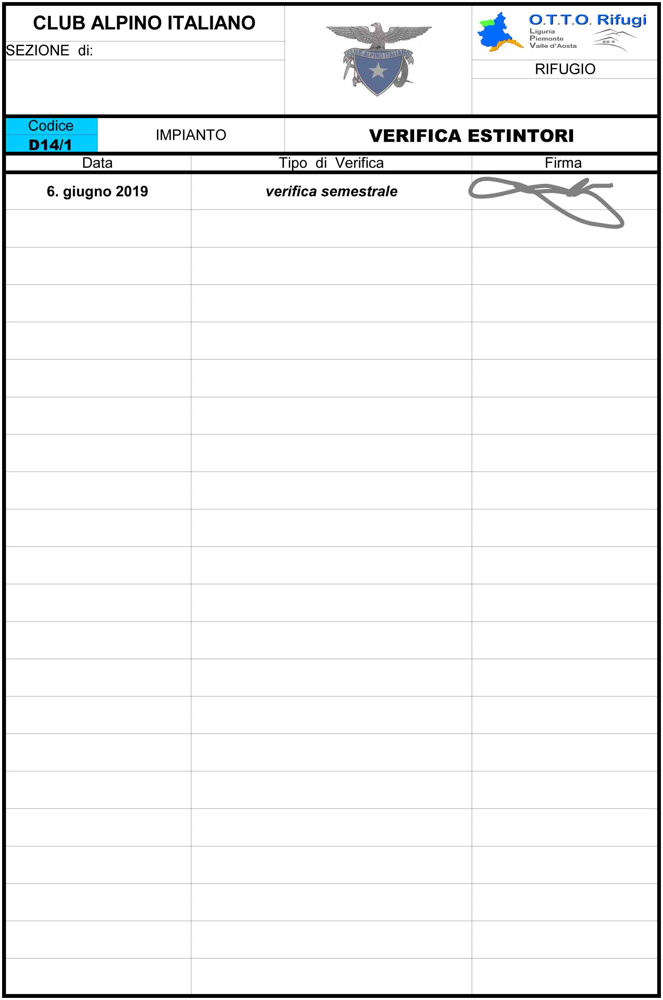 CLUB ALPINO ITALIANO
SEZIONE di:
CLUB ALPINO ITALIANO
O.T.T.O. Rifugi
Liguria
Piemonte
Valle d'Aosta
RIFUGIO
Codice
D14/1
IMPIANTO
VERIFICA ESTINTORI
Data Tipo di Verifica Firma
6. giugno 2019 verifica semestrale